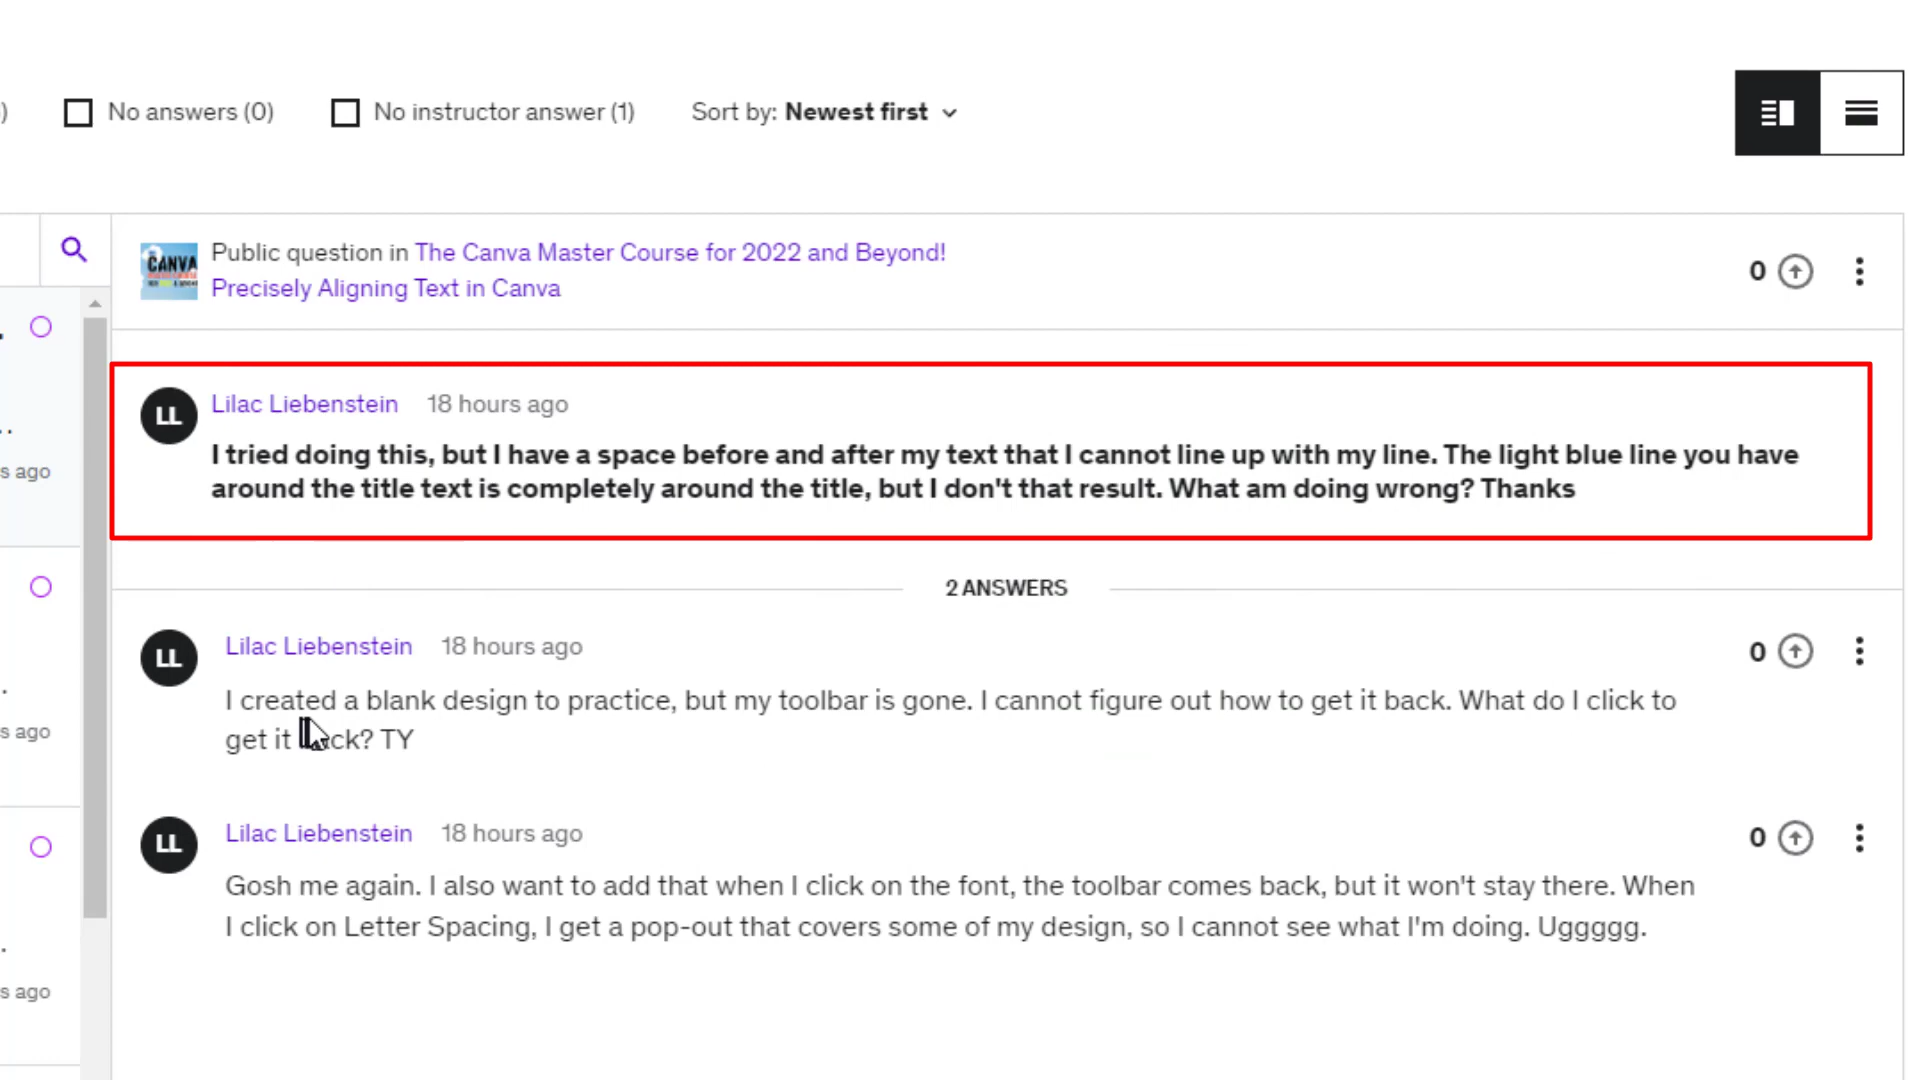 No answers (0) No instructor answer (1) Sort by: Newest first
Public question in The Canva Master Course for 2022 and Beyond!
Precisely Aligning Text in Canva
0
CANVA
LL Lilac Liebenstein 18 hours ago
I tried doing this, but I have a space before and after my text that I cannot line up with my line. The light blue line you have
around the title text is completely around the title, but I don't that result. What am doing wrong? Thanks
s ago
2 ANSWERS
LL Lilac Liebenstein 18 hours ago
0
I created a blank design to practice, but my toolbar is gone. I cannot figure out how to get it back. What do I click to
get it ck? TY
s ago
LL Lilac Liebenstein 18 hours ago
0
Gosh me again. I also want to add that when I click on the font, the toolbar comes back, but it won't stay there. When
I click on Letter Spacing, I get a pop-out that covers some of my design, so I cannot see what I'm doing. Uggggg.
s ago